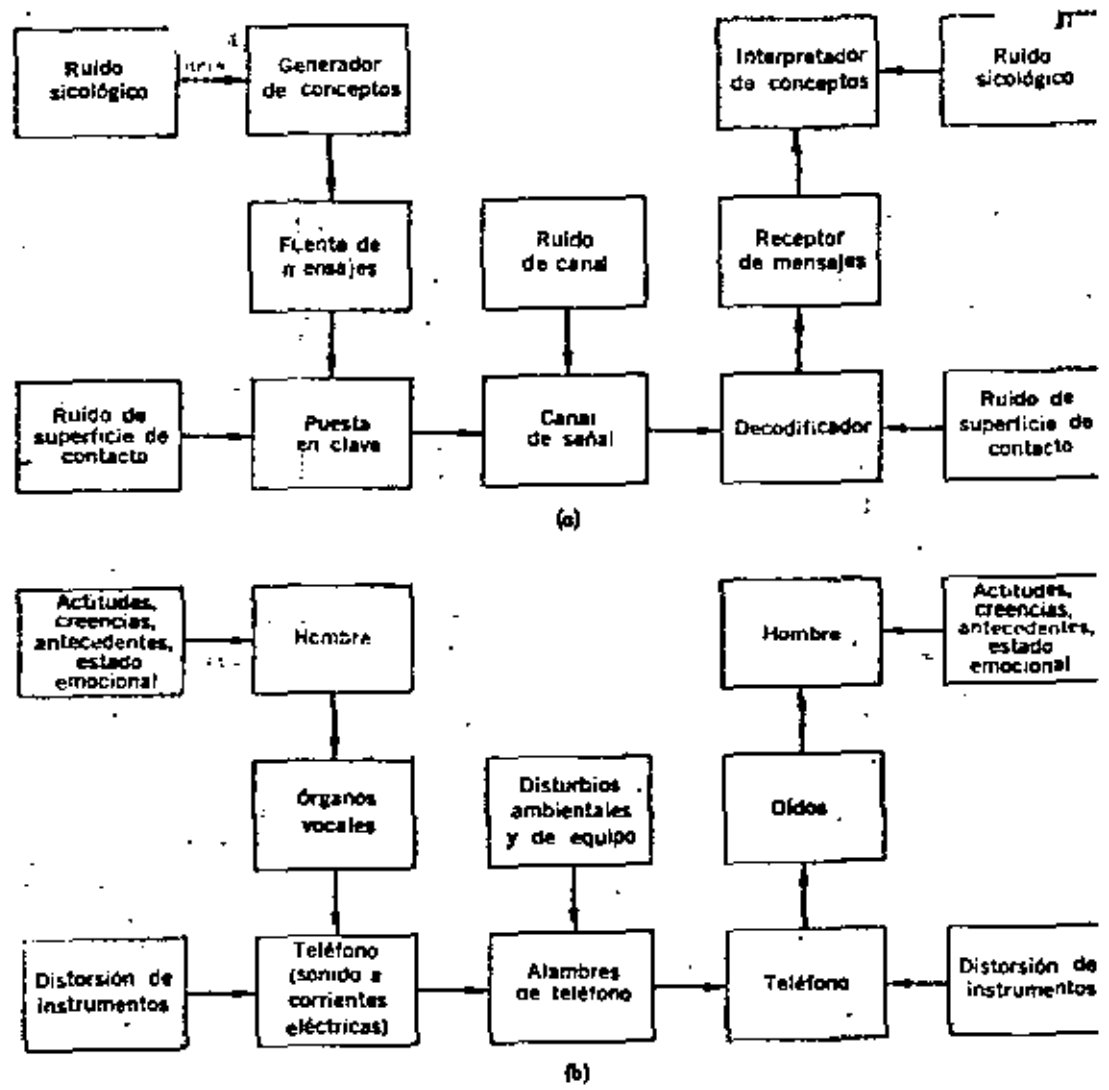 Ruido
sicológico
Generador
de conceptos
Interpretador
de conceptos
Ruido
sicológico
Fuente de
mensajes
Ruido
de canal
Receptor
de mensajes
Ruido de
superficie de
contacto
Puesta
en clave
Canal
de señal
Decodificador
Ruido de
superficie de
contacto
(a)
Actitudes,
creencias,
antecedentes,
estado
emocional
Hombre
Hombre
Actitudes,
creencias,
antecedentes,
estado
emocional
Órganos
vocales
Disturbios
ambientales
y de equipo
Oídos
Distorsión de
instrumentos
Teléfono
(sonido a
corrientes
eléctricas)
Alambres
de teléfono
Teléfono
Distorsión de
instrumentos
(b)